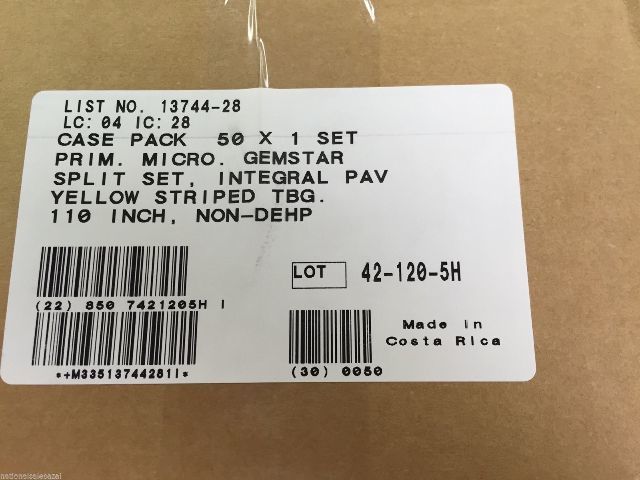 LIST NO. 13744-28
LC: 04 IC: 28
CASE PACK 50 X 1 SET
PRIM. MICRO. GEMSTAR
SPLIT SET, INTEGRAL PAV
YELLOW STRIPED TBG.
110 INCH, NON-DEHP
LOT 42-120-5H
(22) 850 7421205H I
Made in
Costa Rica
*+M335137442811I*
(30) 0050
nationalsalesazal